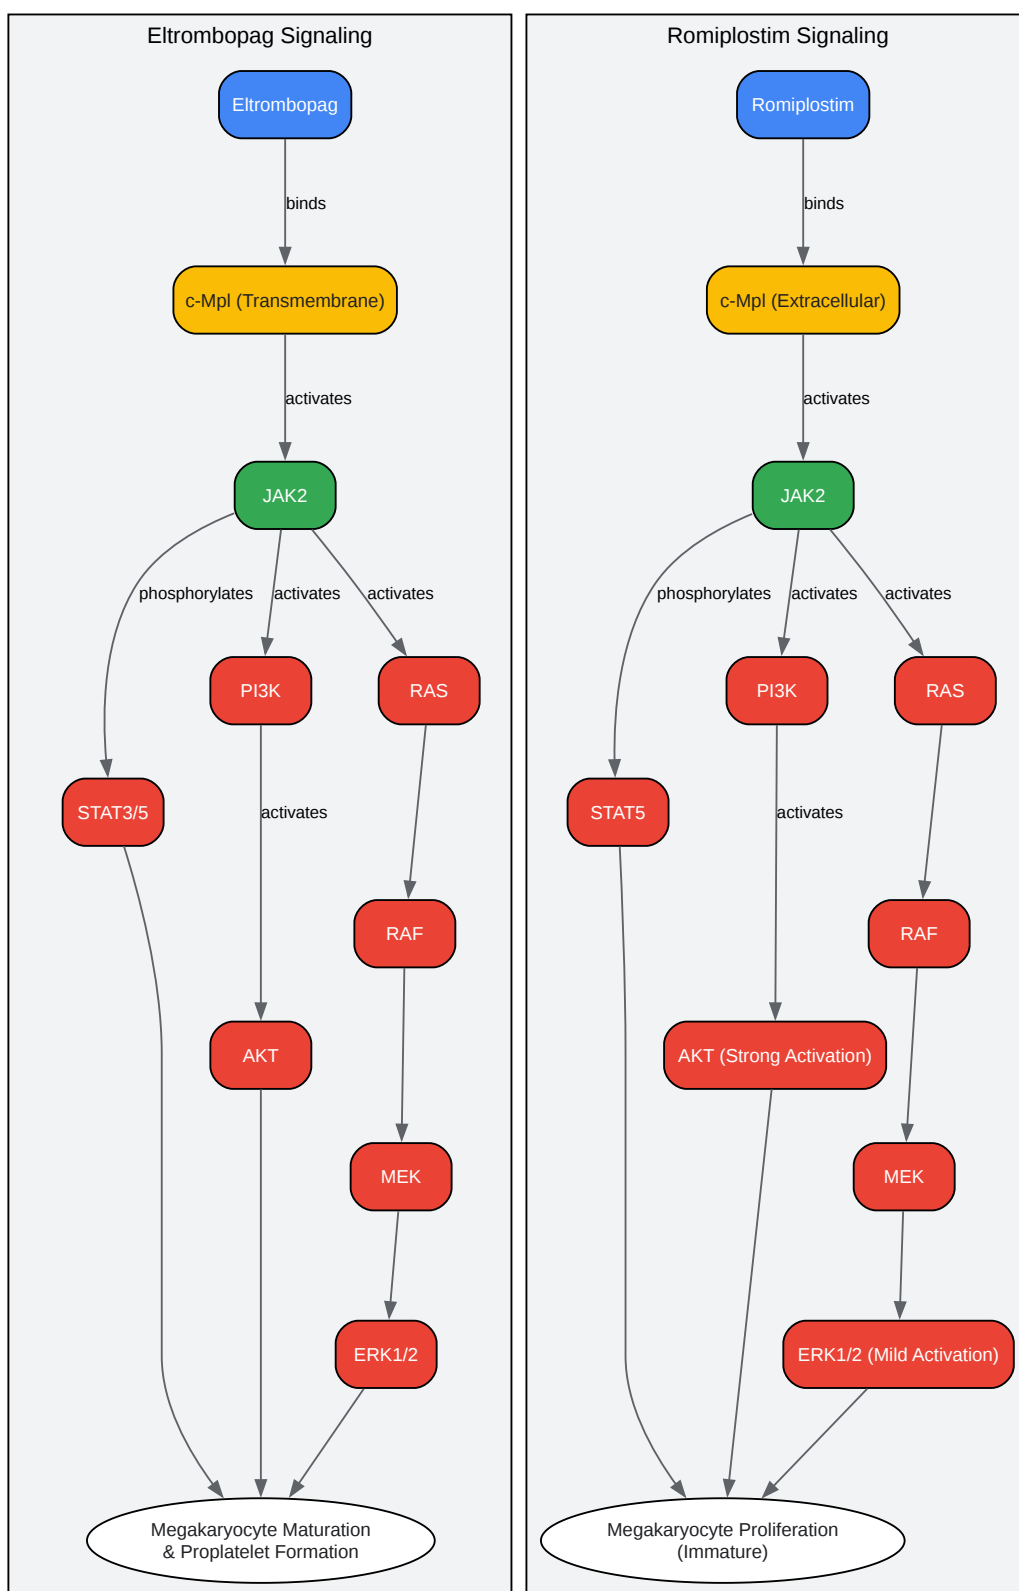 Eltrombopag Signaling
Eltrombopag
binds
c-Mpl (Transmembrane)
activates
JAK2
phosphorylates
activates
activates
PI3K
RAS
STAT3/5
activates
RAF
AKT
MEK
ERK1/2
Megakaryocyte Maturation
& Proplatelet Formation
Romiplostim Signaling
Romiplostim
binds
c-Mpl (Extracellular)
activates
JAK2
phosphorylates
activates
activates
PI3K
RAS
STAT5
activates
RAF
AKT (Strong Activation)
MEK
ERK1/2 (Mild Activation)
Megakaryocyte Proliferation
(Immature)